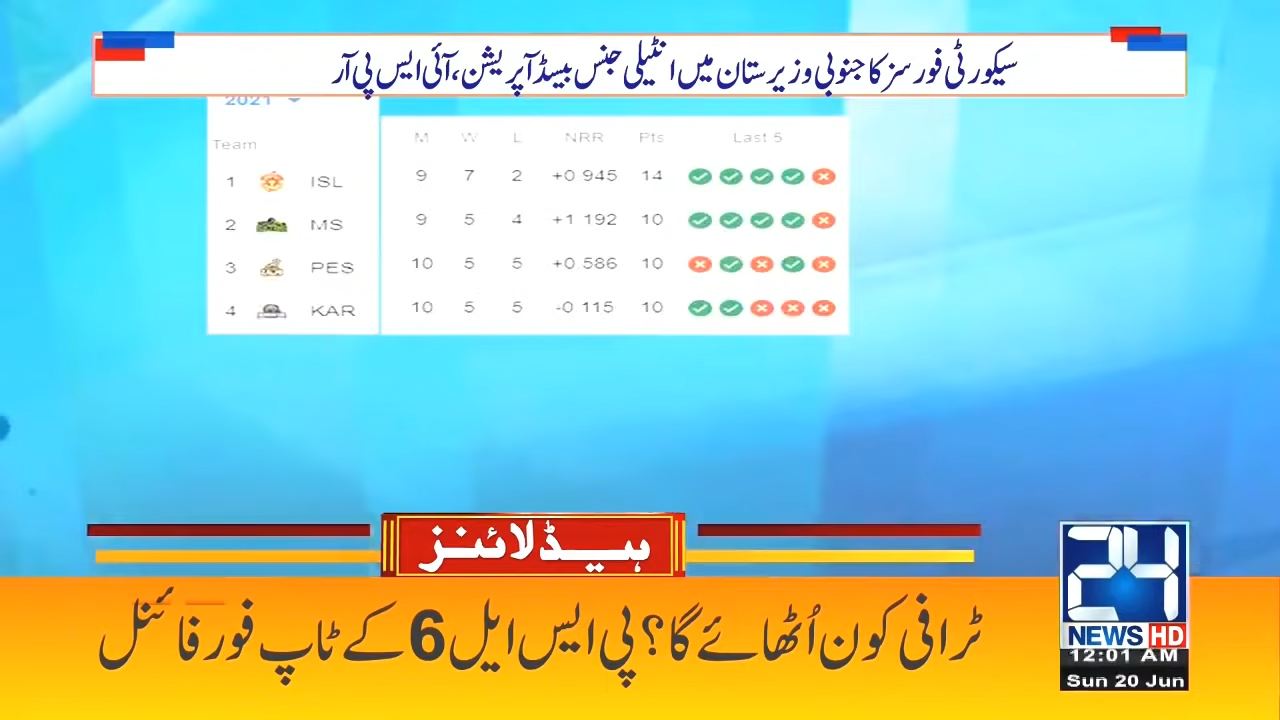 سیکورٹی فورسز کا جنوبی وزیرستان میں انٹیلی جنس بیسڈ آپریشن، آئی ایس پی آر
2021
Team M W L NRR Pts Last 5
1 ISL 9 7 2 +0 945 14
2 MS 9 5 4 +1 192 10
3 PES 10 5 5 +0 586 10
4 KAR 10 5 5 -0 115 10
ہیڈ لائنز
ٹرافی کون اُٹھائے گا؟ پی ایس ایل 6 کے ٹاپ فور فائنل
24
NEWS HD
12:01 AM
Sun 20 Jun